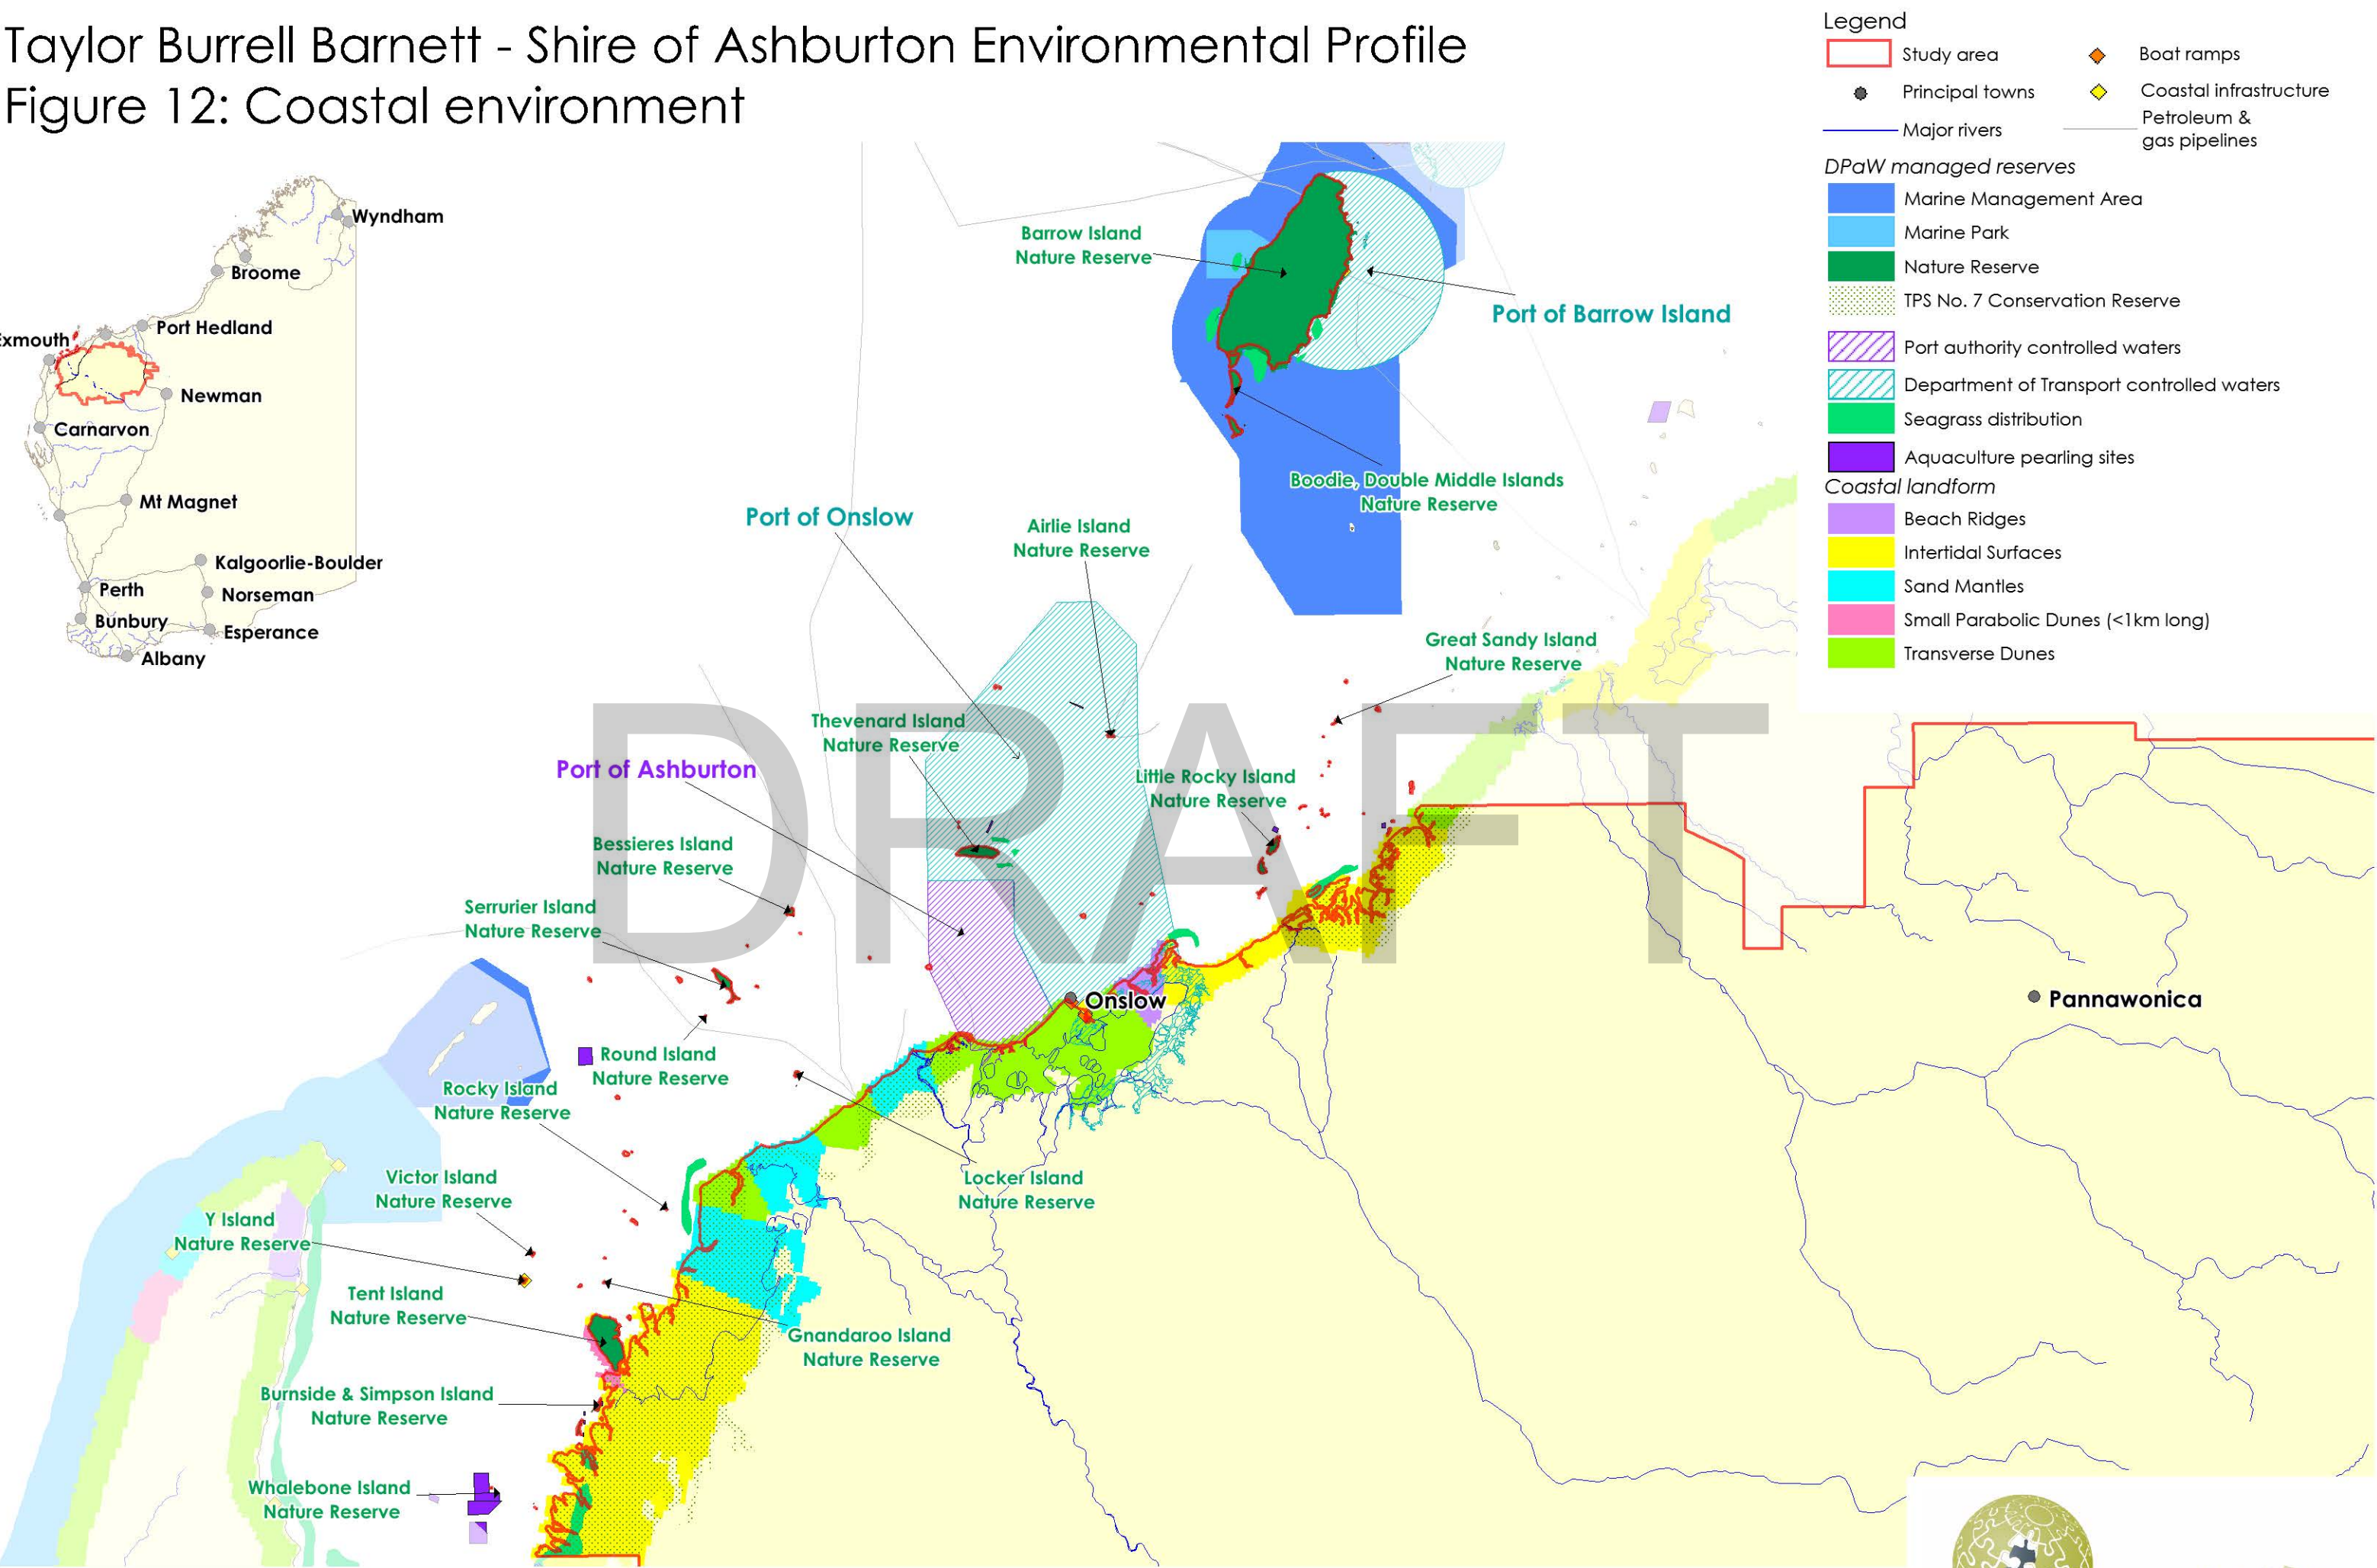 Taylor Burrell Barnett - Shire of Ashburton Environmental Profile
Figure 12: Coastal environment
Legend
Study area
Boat ramps
Principal towns
Coastal infrastructure
Major rivers
Petroleum &
gas pipelines
DPaW managed reserves
Marine Management Area
Marine Park
Nature Reserve
TPS No. 7 Conservation Reserve
Port authority controlled waters
Department of Transport controlled waters
Seagrass distribution
Aquaculture pearling sites
Coastal landform
Beach Ridges
Intertidal Surfaces
Sand Mantles
Small Parabolic Dunes (<1km long)
Transverse Dunes
Wyndham
Broome
Port Hedland
xmouth
Newman
Carnarvon
Mt Magnet
Kalgoorlie-Boulder
Perth
Norseman
Bunbury
Esperance
Albany
Barrow Island
Nature Reserve
Port of Barrow Island
Boodie, Double Middle Islands
Nature Reserve
Port of Onslow
Airlie Island
Nature Reserve
Great Sandy Island
Nature Reserve
DRAFT
Thevenard Island
Nature Reserve
Port of Ashburton
Little Rocky Island
Nature Reserve
Bessieres Island
Nature Reserve
Serrurier Island
Nature Reserve
Onslow
Pannawonica
Round Island
Nature Reserve
Rocky Island
Nature Reserve
Locker Island
Nature Reserve
Victor Island
Nature Reserve
Y Island
Nature Reserve
Tent Island
Nature Reserve
Gnandaroo Island
Nature Reserve
Burnside & Simpson Island
Nature Reserve
Whalebone Island
Nature Reserve